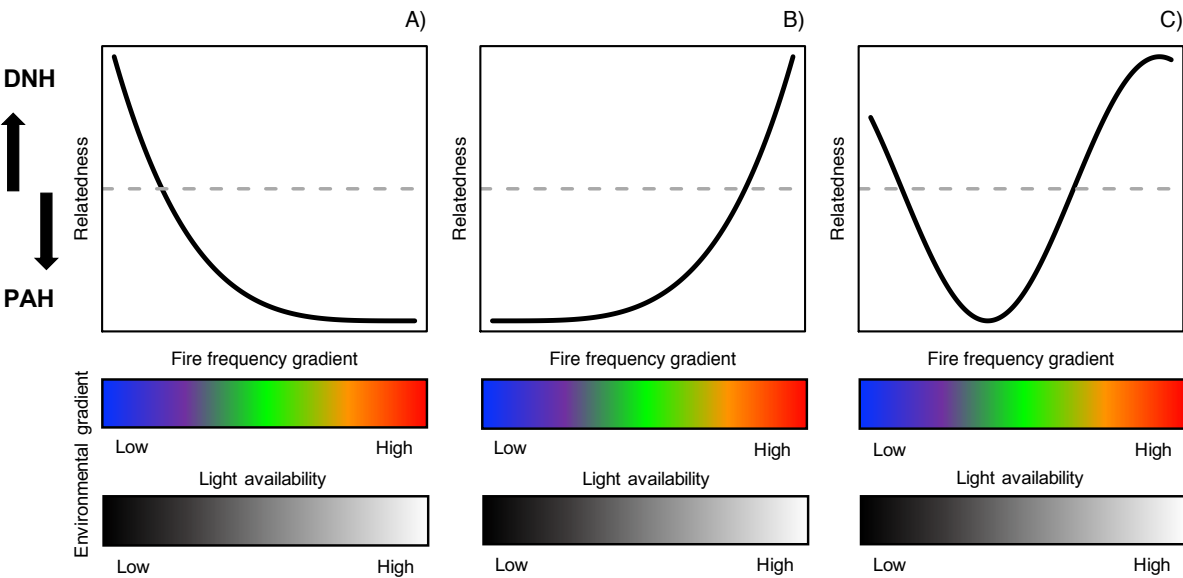 A)
B)
C)
DNH
PAH
Relatedness
Relatedness
Relatedness
Fire frequency gradient
Fire frequency gradient
Fire frequency gradient
Environmental gradient
Low High
Low High
Low High
Light availability
Light availability
Light availability
Low High
Low High
Low High